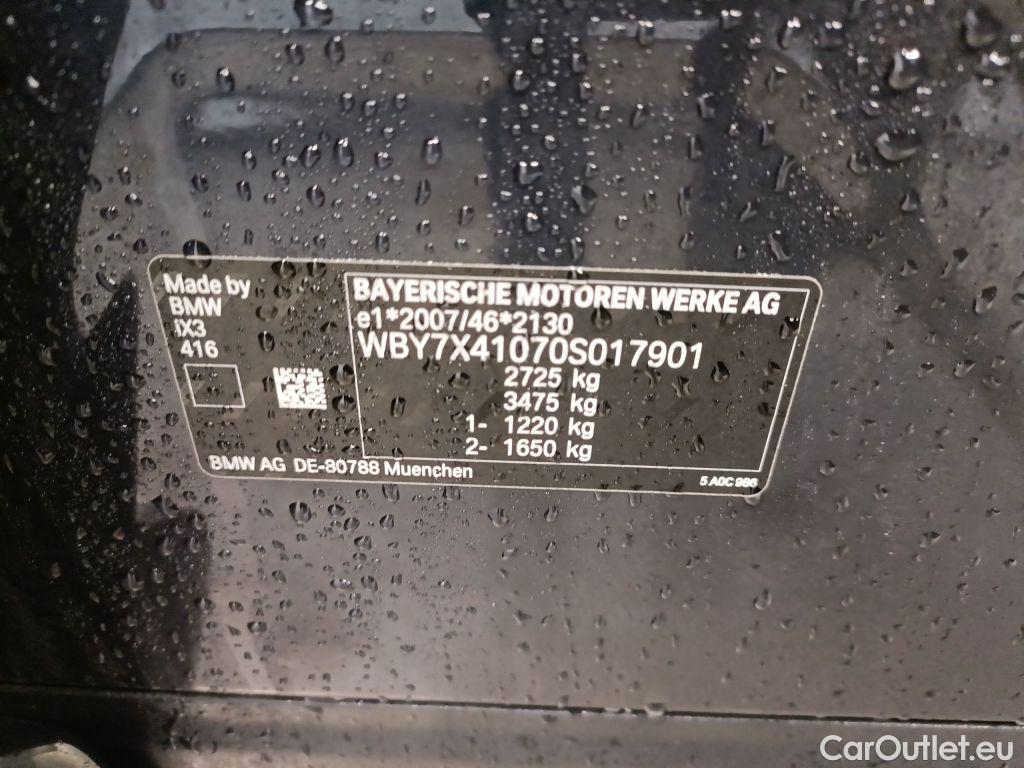 Made by
BMW
iX3
416
BAYERISCHE MOTOREN WERKE AG
e1*2007/46*2130
WBY7X41070S017901
2725 kg
3475 kg
1- 1220 kg
2- 1650 kg
BMW AG DE-80788 Muenchen
5 A0C 986
CarOutlet.eu